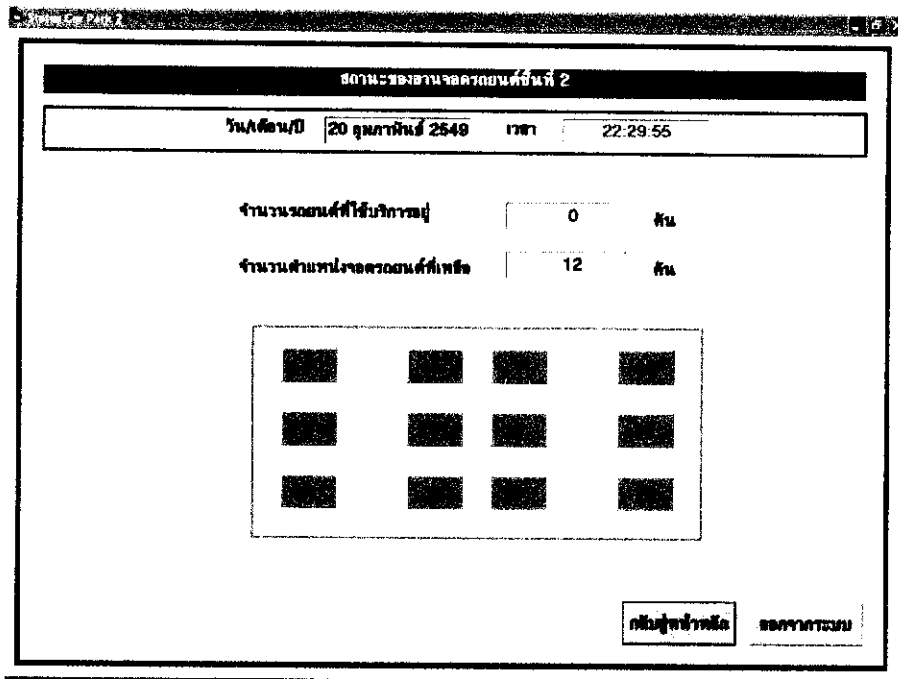 Status Car Park 2
สถานะของลานจอดรถยนต์ชั้นที่ 2
วัน/เดือน/ปี 20 กุมภาพันธ์ 2549 เวลา 22:29:55
จำนวนรถยนต์ที่ใช้บริการอยู่ 0 คัน
จำนวนตำแหน่งจอดรถยนต์ที่เหลือ 12 คัน
กลับสู่หน้าหลัก ออกจากระบบ